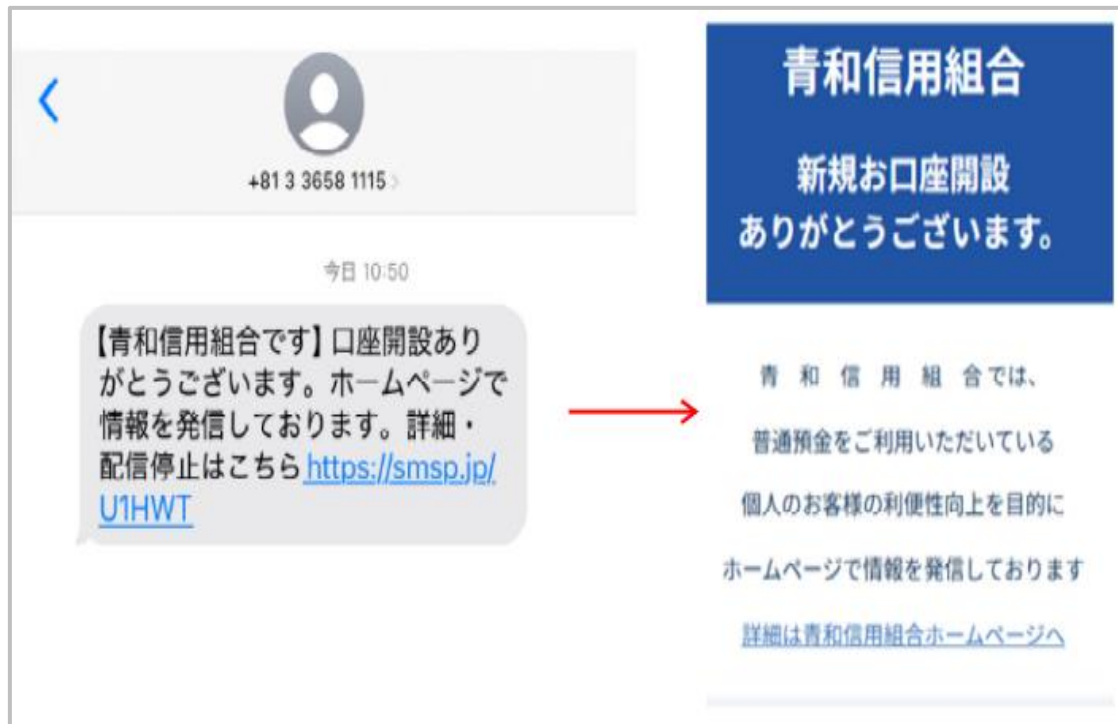 +81 3 3658 1115
今日 10:50
【青和信用組合です】口座開設あり
がとうございます。ホームページで
情報を発信しております。詳細・
配信停止はこちら https://smsp.jp/
U1HWT
青和信用組合
新規お口座開設
ありがとうございます。
青 和 信 用 組 合では、
普通預金をご利用いただいている
個人のお客様の利便性向上を目的に
ホームページで情報を発信しております
詳細は青和信用組合ホームページへ